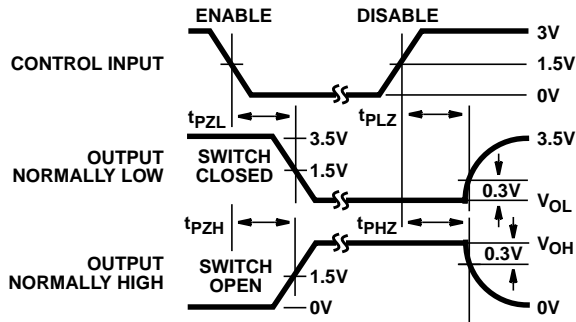 ENABLE DISABLE
3V
CONTROL INPUT 1.5V
0V
tPZL tPLZ
3.5V 3.5V
OUTPUT NORMALLY LOW
SWITCH CLOSED
1.5V
0.3V
VOL
tPZH tPHZ
VOH
0.3V
OUTPUT NORMALLY HIGH
SWITCH OPEN
1.5V
0V 0V